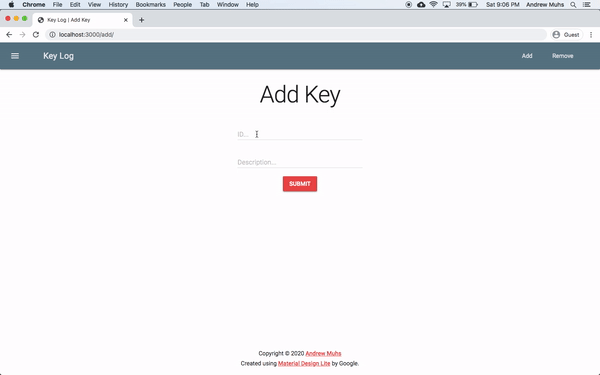 Chrome File Edit View History Bookmarks People Tab Window Help 39% Sat 9:06 PM Andrew Muhs
Key Log | Add Key
localhost:3000/add/ Guest
Key Log Add Remove
Add Key
ID...
Description...
SUBMIT
Copyright © 2020 Andrew Muhs
Created using Material Design Lite by Google.